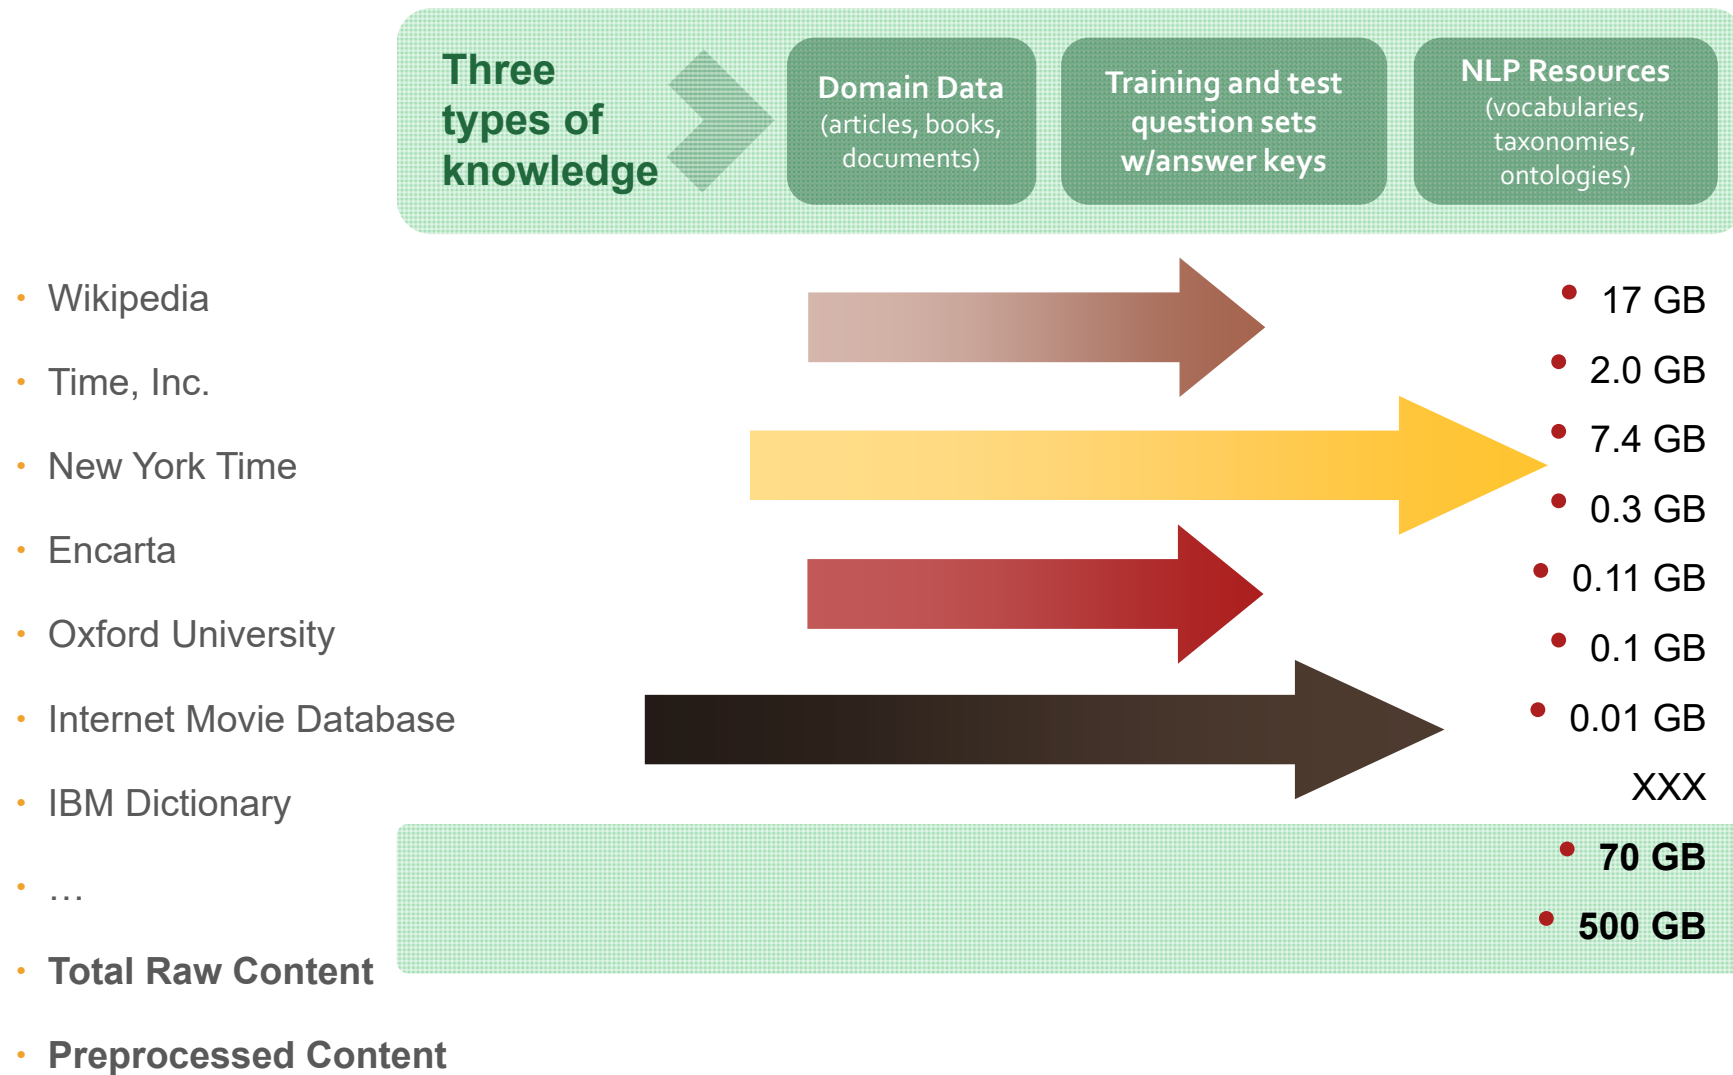 Three
types of
knowledge
Domain Data
(articles, books,
documents)
Training and test
question sets
w/answer keys
NLP Resources
(vocabularies,
taxonomies,
ontologies)
• Wikipedia
• Time, Inc.
• New York Time
• Encarta
• Oxford University
• Internet Movie Database
• IBM Dictionary
• …
• Total Raw Content
• Preprocessed Content
• 17 GB
• 2.0 GB
• 7.4 GB
• 0.3 GB
• 0.11 GB
• 0.1 GB
• 0.01 GB
XXX
• 70 GB
• 500 GB